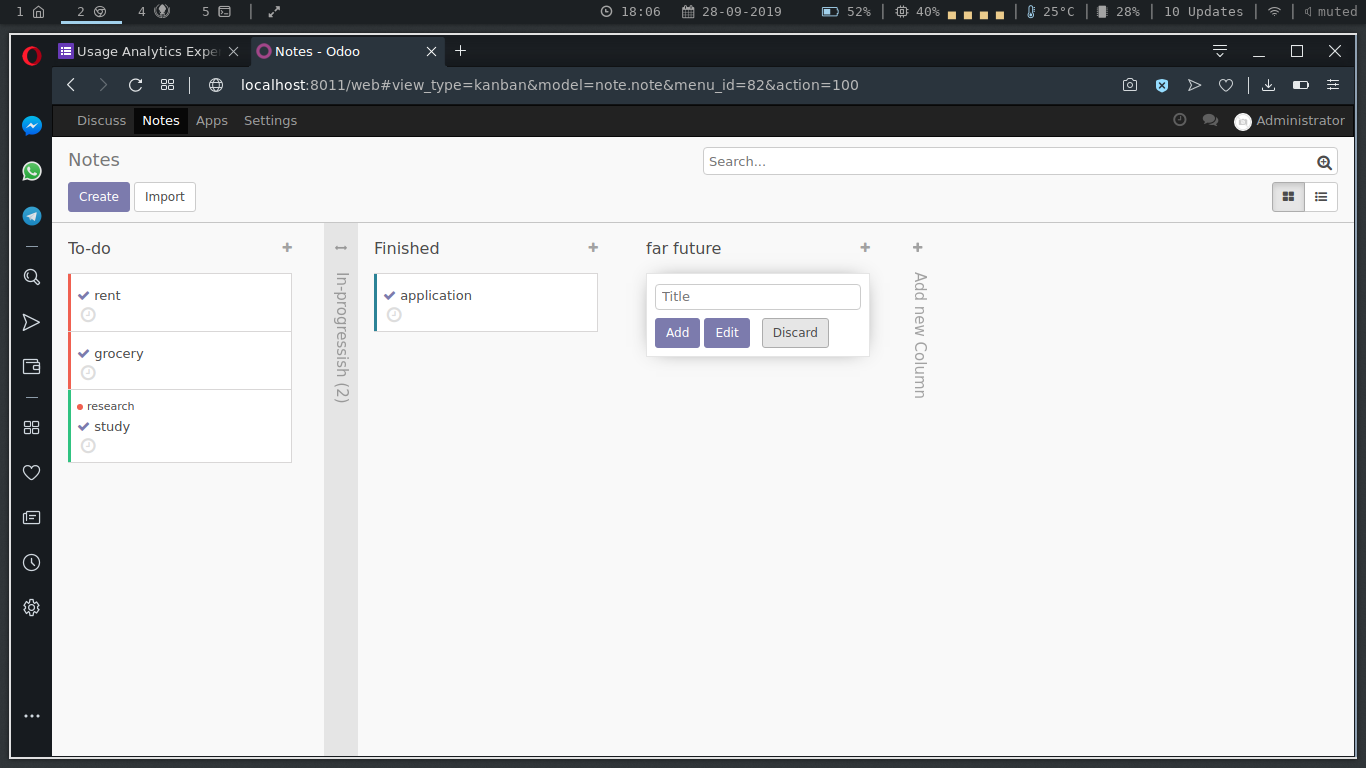 1 2 4 5 18:06 28-09-2019 52% 40% 25°C 28% 10 Updates muted
Usage Analytics Expe
Notes - Odoo
localhost:8011/web#view_type=kanban&model=note.note&menu_id=82&action=100
Discuss Notes Apps Settings Administrator
Notes
Search...
Create Import
To-do
rent
grocery
research
study
In-progressish (2)
Finished
application
far future
Title
Add Edit Discard
Add new Column